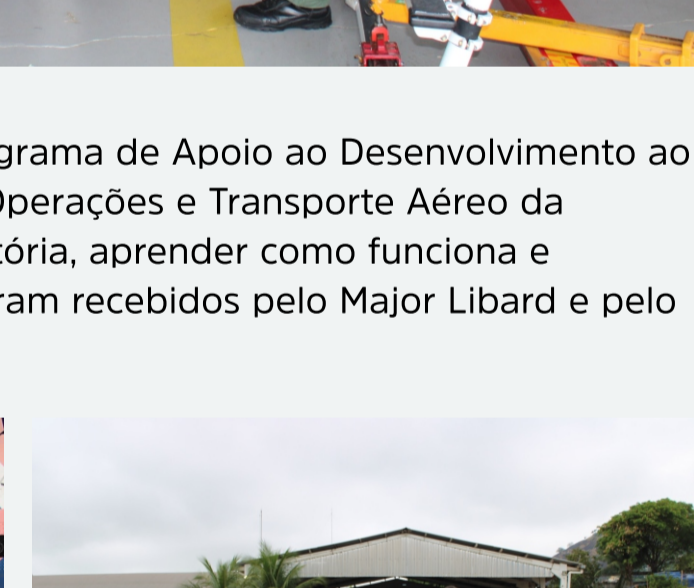 grama de Apoio ao Desenvolvimento ao
Operações e Transporte Aéreo da
tória, aprender como funciona e
ram recebidos pelo Major Libard e pelo